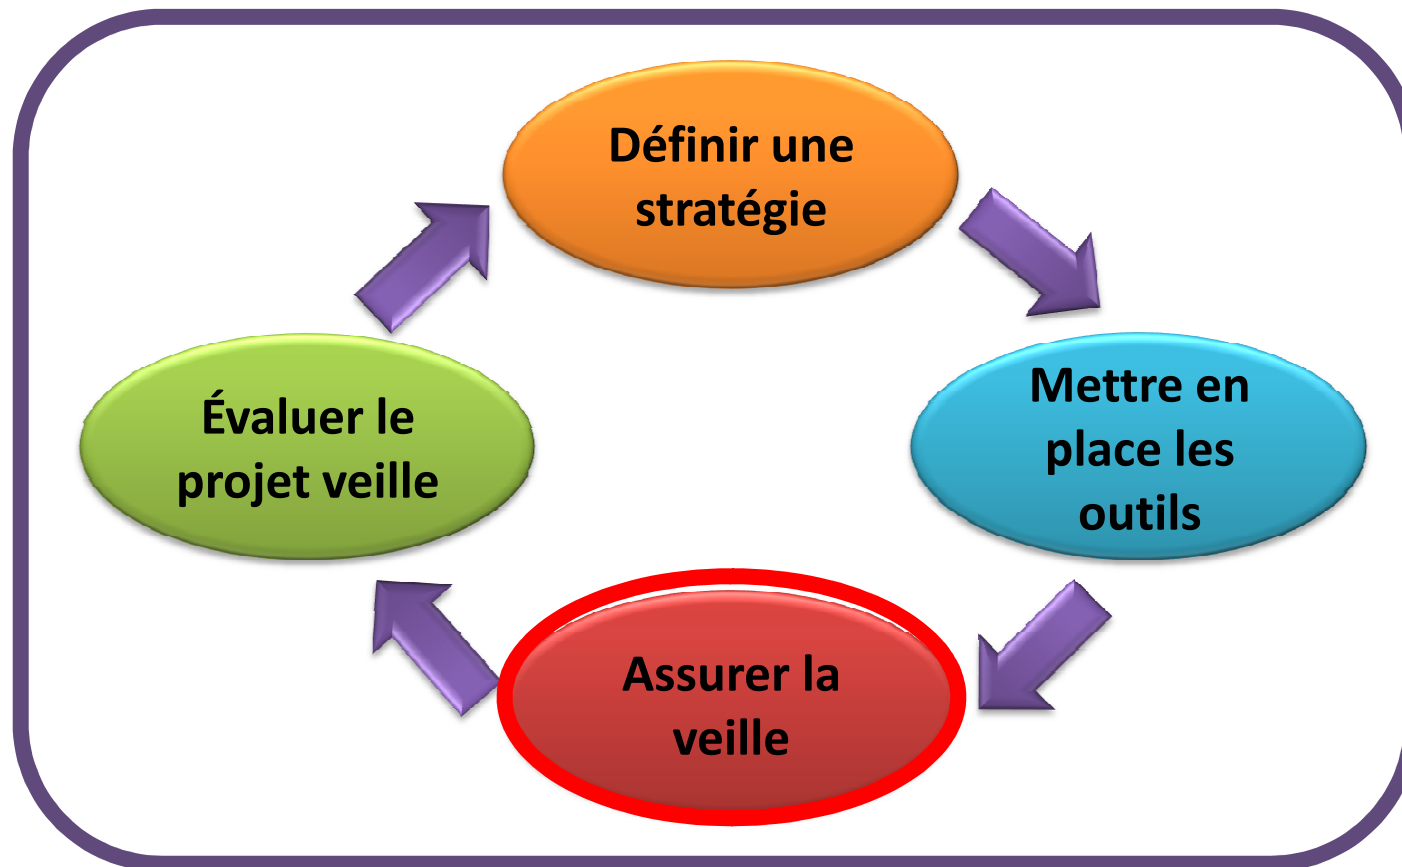 Définir une
stratégie
Mettre en
place les
outils
Assurer la
veille
Évaluer le
projet veille